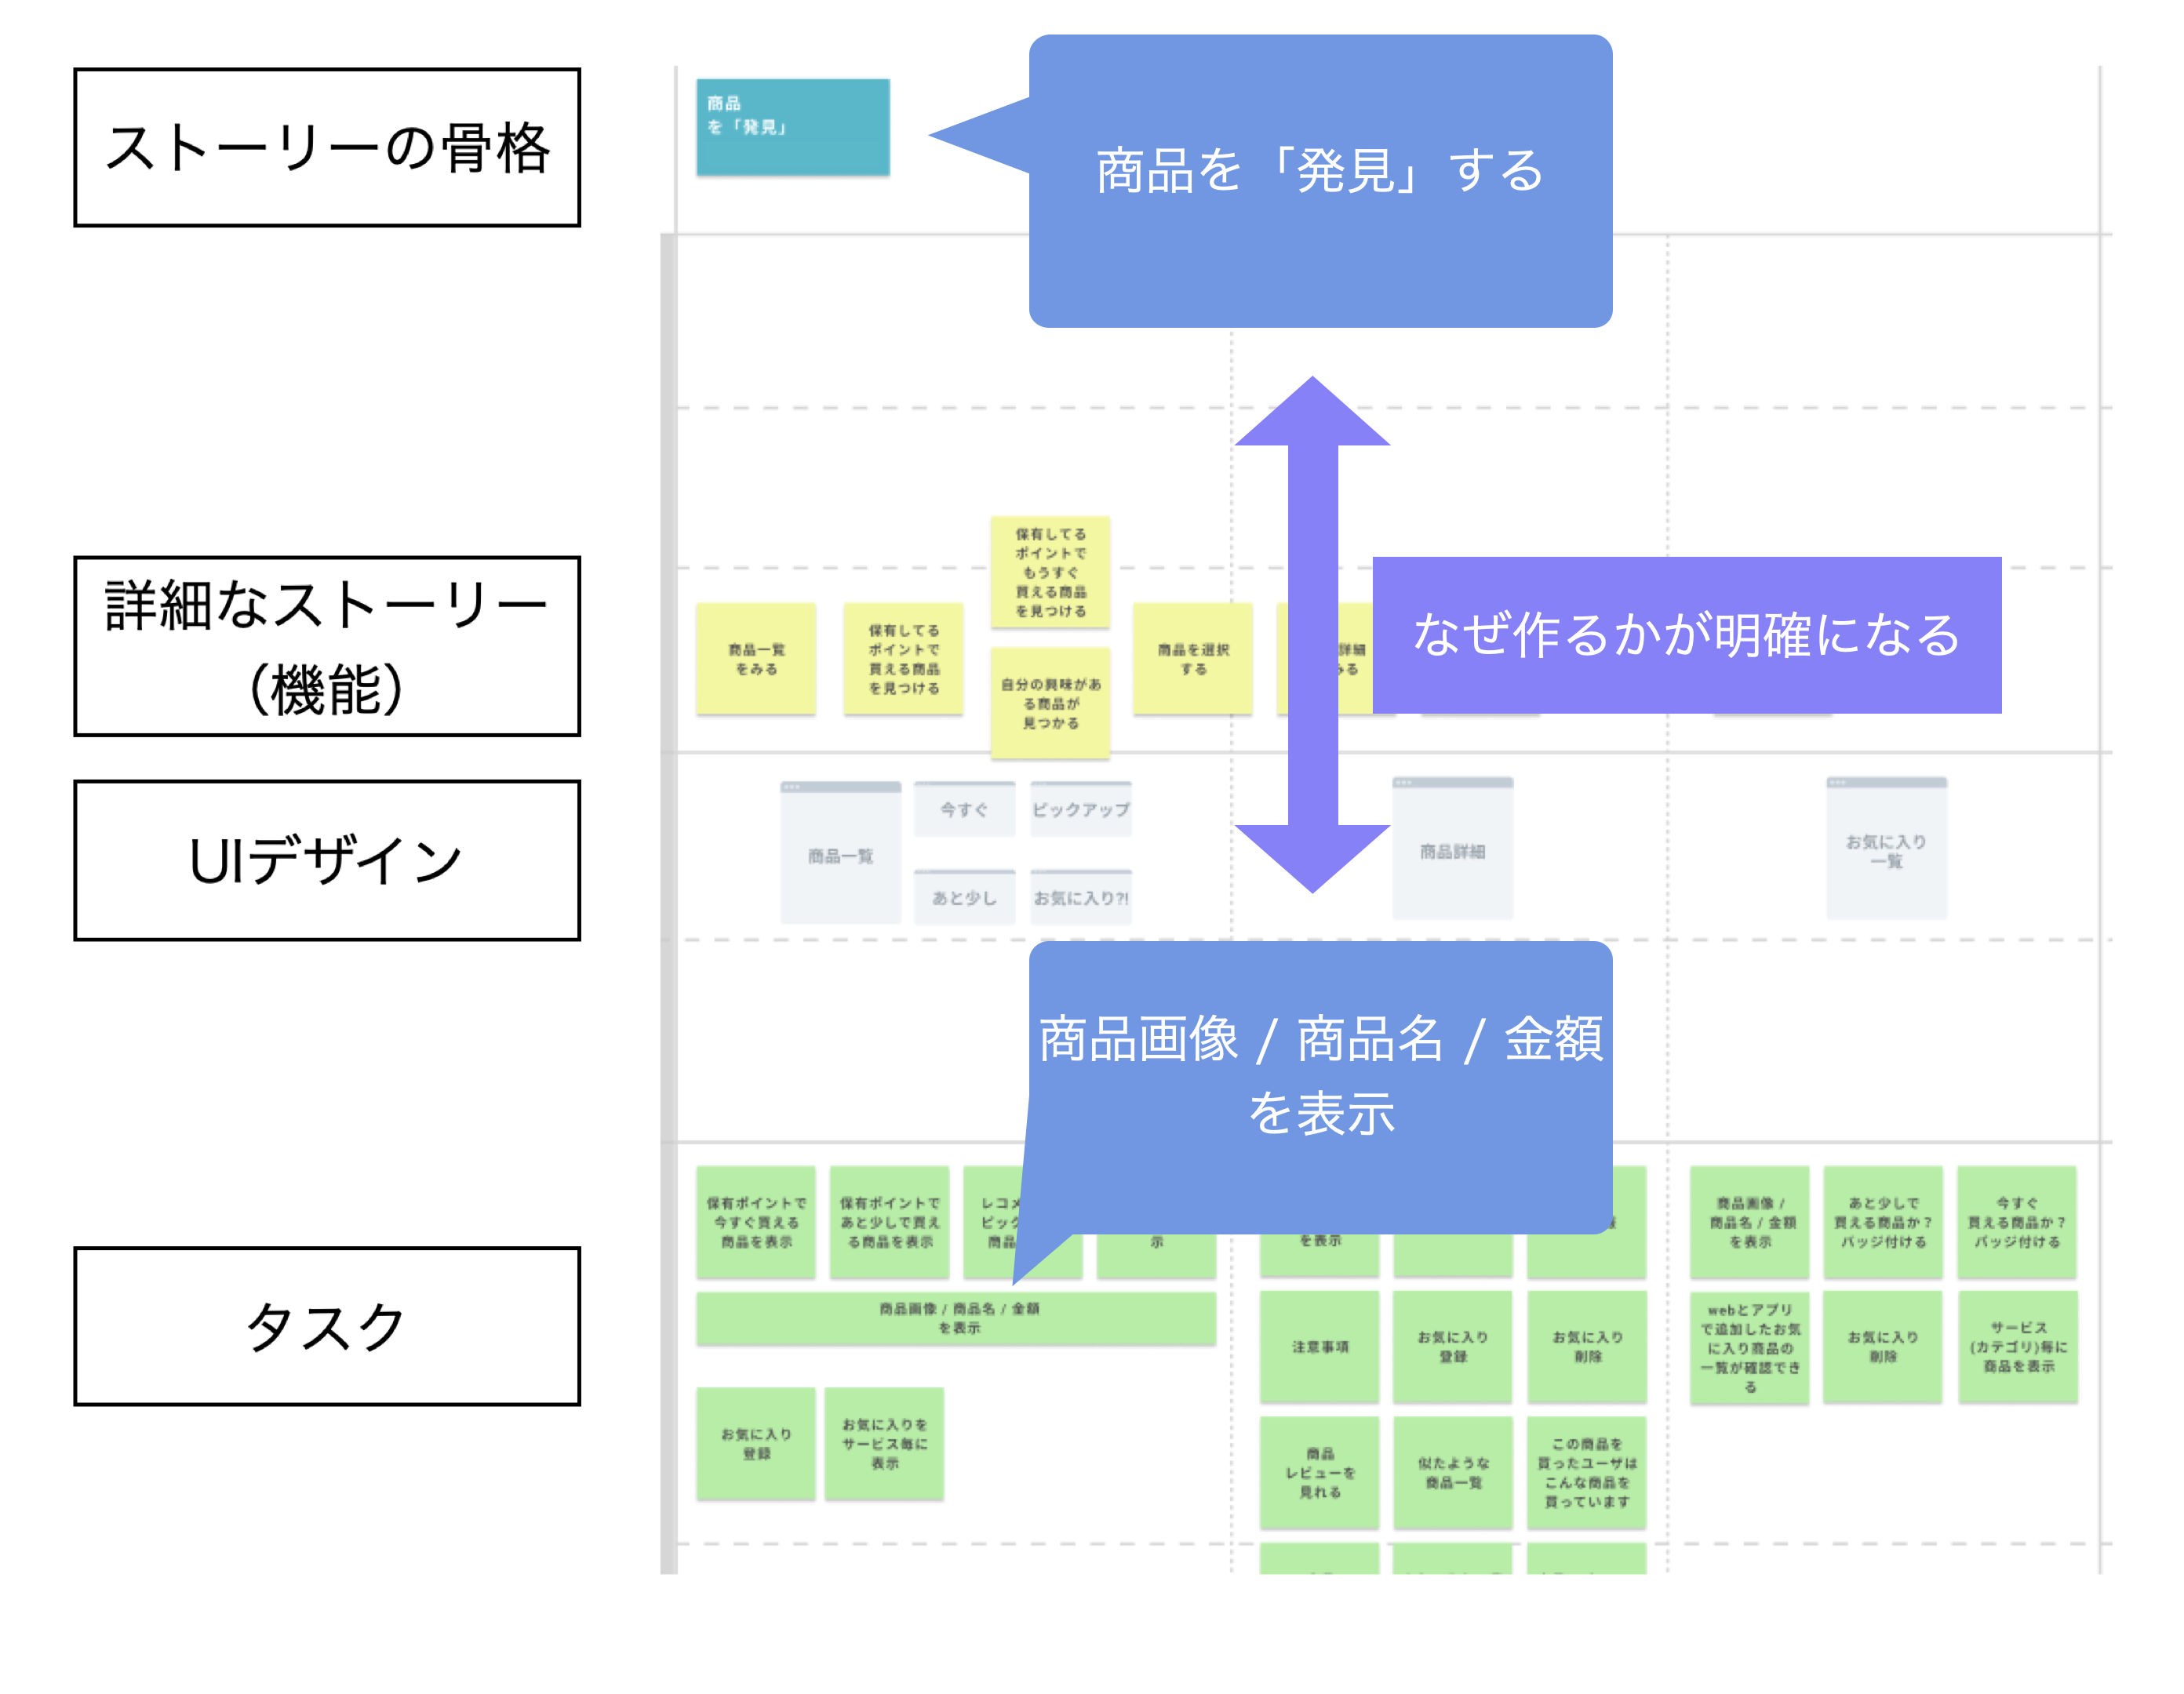 ストーリーの骨格
商品
を「発見」
商品を「発見」する
詳細なストーリー
（機能）
保有してる
ポイントで
もうすぐ
買える商品
を見つける
商品一覧
をみる
保有してる
ポイントで
買える商品
を見つける
自分の興味があ
る商品が
見つかる
商品を選択
する
詳細
みる
なぜ作るかが明確になる
UIデザイン
商品一覧
今すぐ
ピックアップ
あと少し
お気に入り?!
商品詳細
お気に入り
一覧
商品画像 / 商品名 / 金額
を表示
タスク
保有ポイントで
今すぐ買える
商品を表示
保有ポイントで
あと少しで買え
る商品を表示
レコメ
ピック
商品
示
を表示
商品画像 /
商品名 / 金額
を表示
あと少しで
買える商品か？
バッジ付ける
今すぐ
買える商品か？
バッジ付ける
商品画像 / 商品名 / 金額
を表示
注意事項
お気に入り
登録
お気に入り
削除
webとアプリ
で追加したお気
に入り商品の
一覧が確認でき
る
お気に入り
削除
サービス
(カテゴリ)毎に
商品を表示
お気に入り
登録
お気に入りを
サービス毎に
表示
商品
レビューを
見れる
似たような
商品一覧
この商品を
買ったユーザは
こんな商品を
買っています